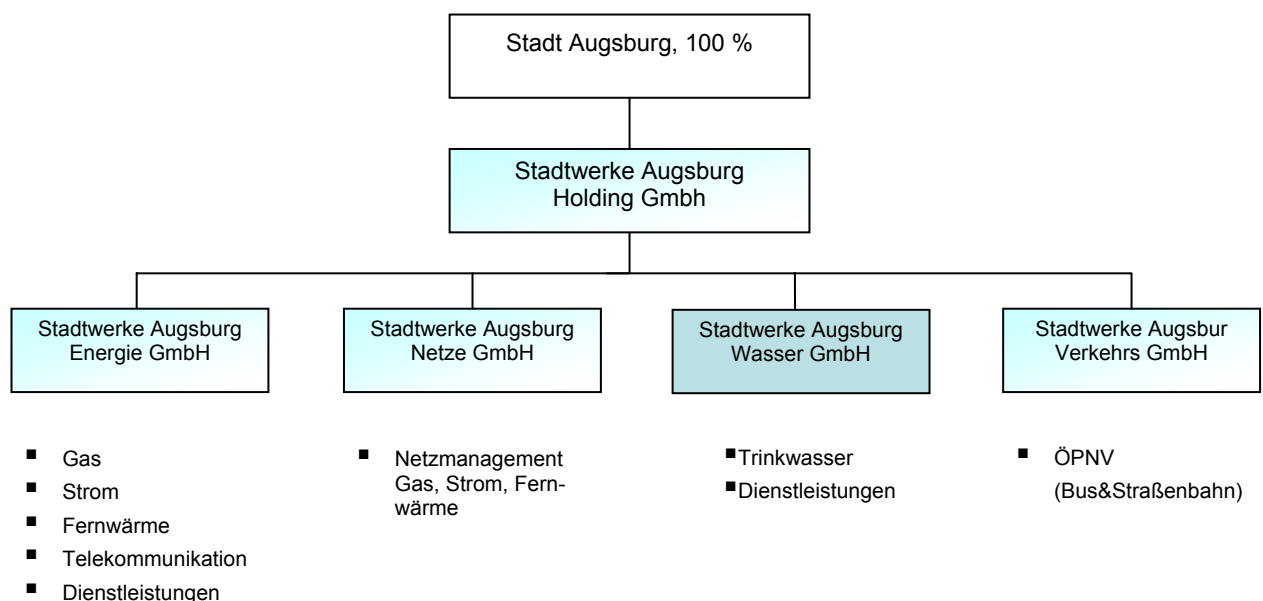 Stadt Augsburg, 100 %
Stadtwerke Augsburg
Holding Gmbh
Stadtwerke Augsburg
Energie GmbH
Stadtwerke Augsburg
Netze GmbH
Stadtwerke Augsburg
Wasser GmbH
Stadtwerke Augsbur
Verkehrs GmbH
■ Gas
■ Strom
■ Fernwärme
■ Telekommunikation
■ Dienstleistungen
■ Netzmanagement
Gas, Strom, Fern-
wärme
■Trinkwasser
■Dienstleistungen
■ ÖPNV
(Bus&Straßenbahn)